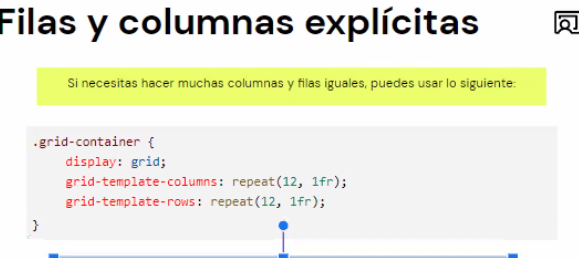 Filas y columnas explícitas
Si necesitas hacer muchas columnas y filas iguales, puedes usar lo siguiente:
.grid-container {
    display: grid;
    grid-template-columns: repeat(12, 1fr);
    grid-template-rows: repeat(12, 1fr);
}